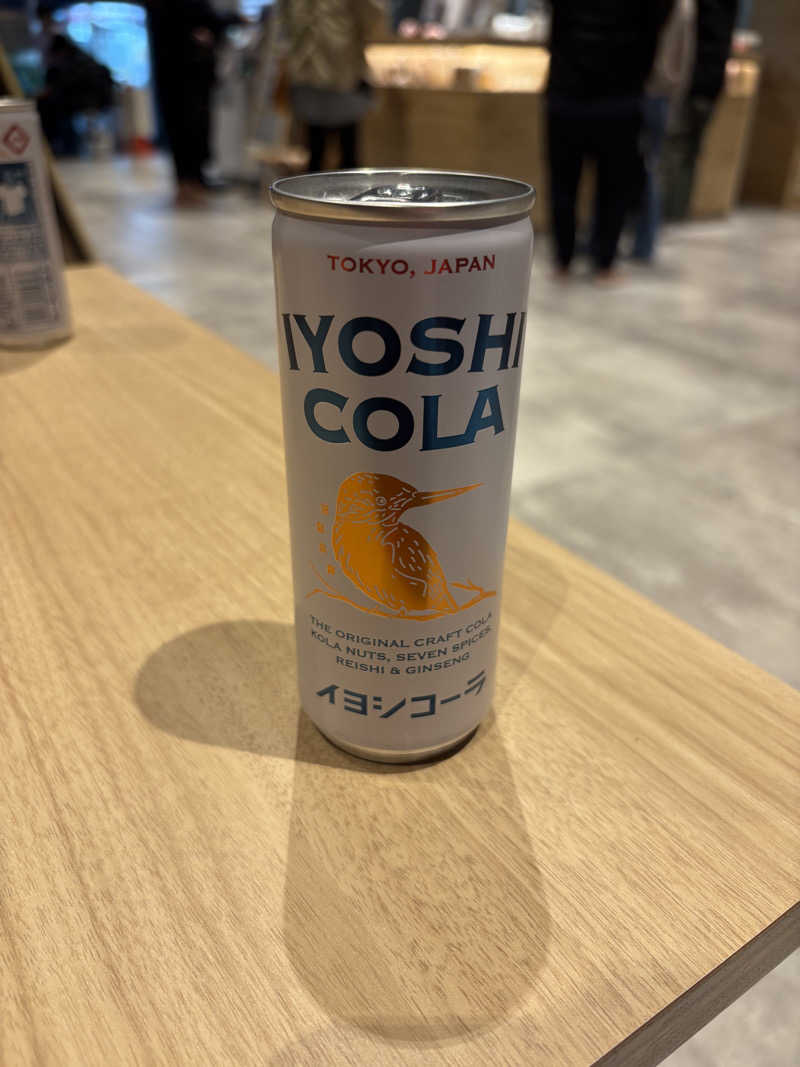 TOKYO, JAPAN
IYOSHI
COLA
THE ORIGINAL CRAFT COLA
KOLA NUTS, SEVEN SPICES,
REISHI & GINSENG
イヨシコーラ